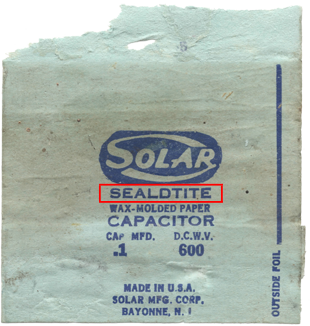 SOLAR
SEALDTITE
WAX-MOLDED PAPER
CAPACITOR
CAP MFD. D.C.W.V.
.1 600
MADE IN U.S.A.
SOLAR MFG. CORP.
BAYONNE, N.
OUTSIDE FOIL